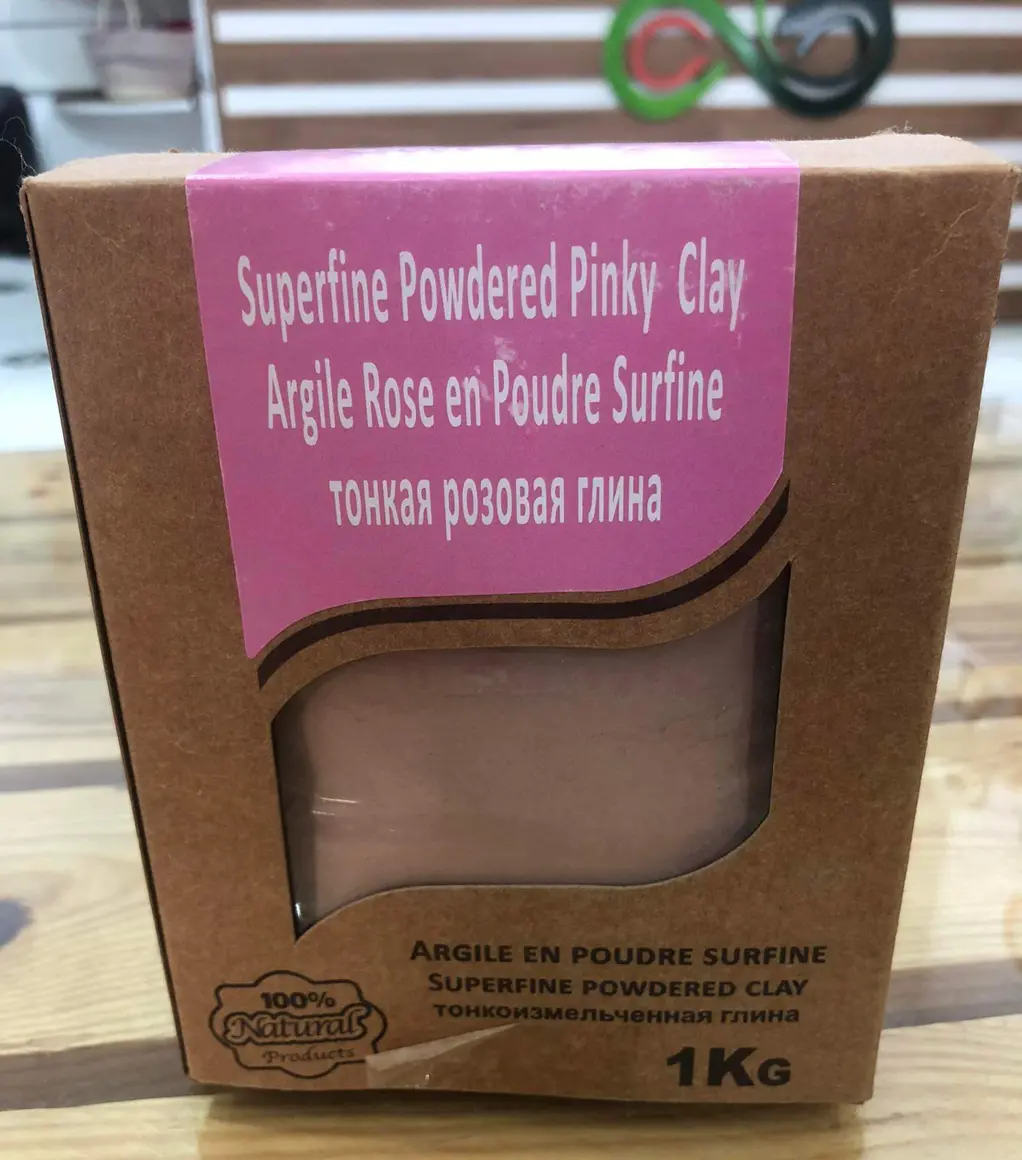 Superfine Powdered Pinky Clay
Argile Rose en Poudre Surfine
тонкая розовая глина
ARGILE EN POUDRE SURFINE
SUPERFINE POWDERED CLAY
тонкоизмельченная глина
100%
Natural
Products
1KG